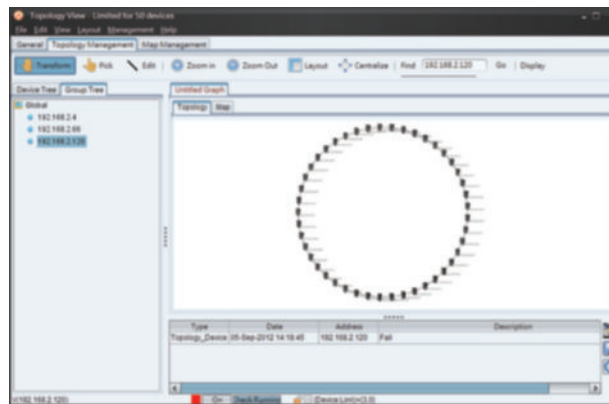 Topology View - Limited for 50 devices
File Edit View Layout Management Help
General Topology Management Map Management
Transform Pick Edit Zoom in Zoom Out Layout Centralize Find 192.168.2.120 Go Display
Device Tree Group Tree
Untitled Graph
Global
Topology Map
192.168.2.4
192.168.2.66
192.168.2.120
Type Date Address Description
Topology_Device 05-Sep-2012 14:18:45 192.168.2.120 Fail
On